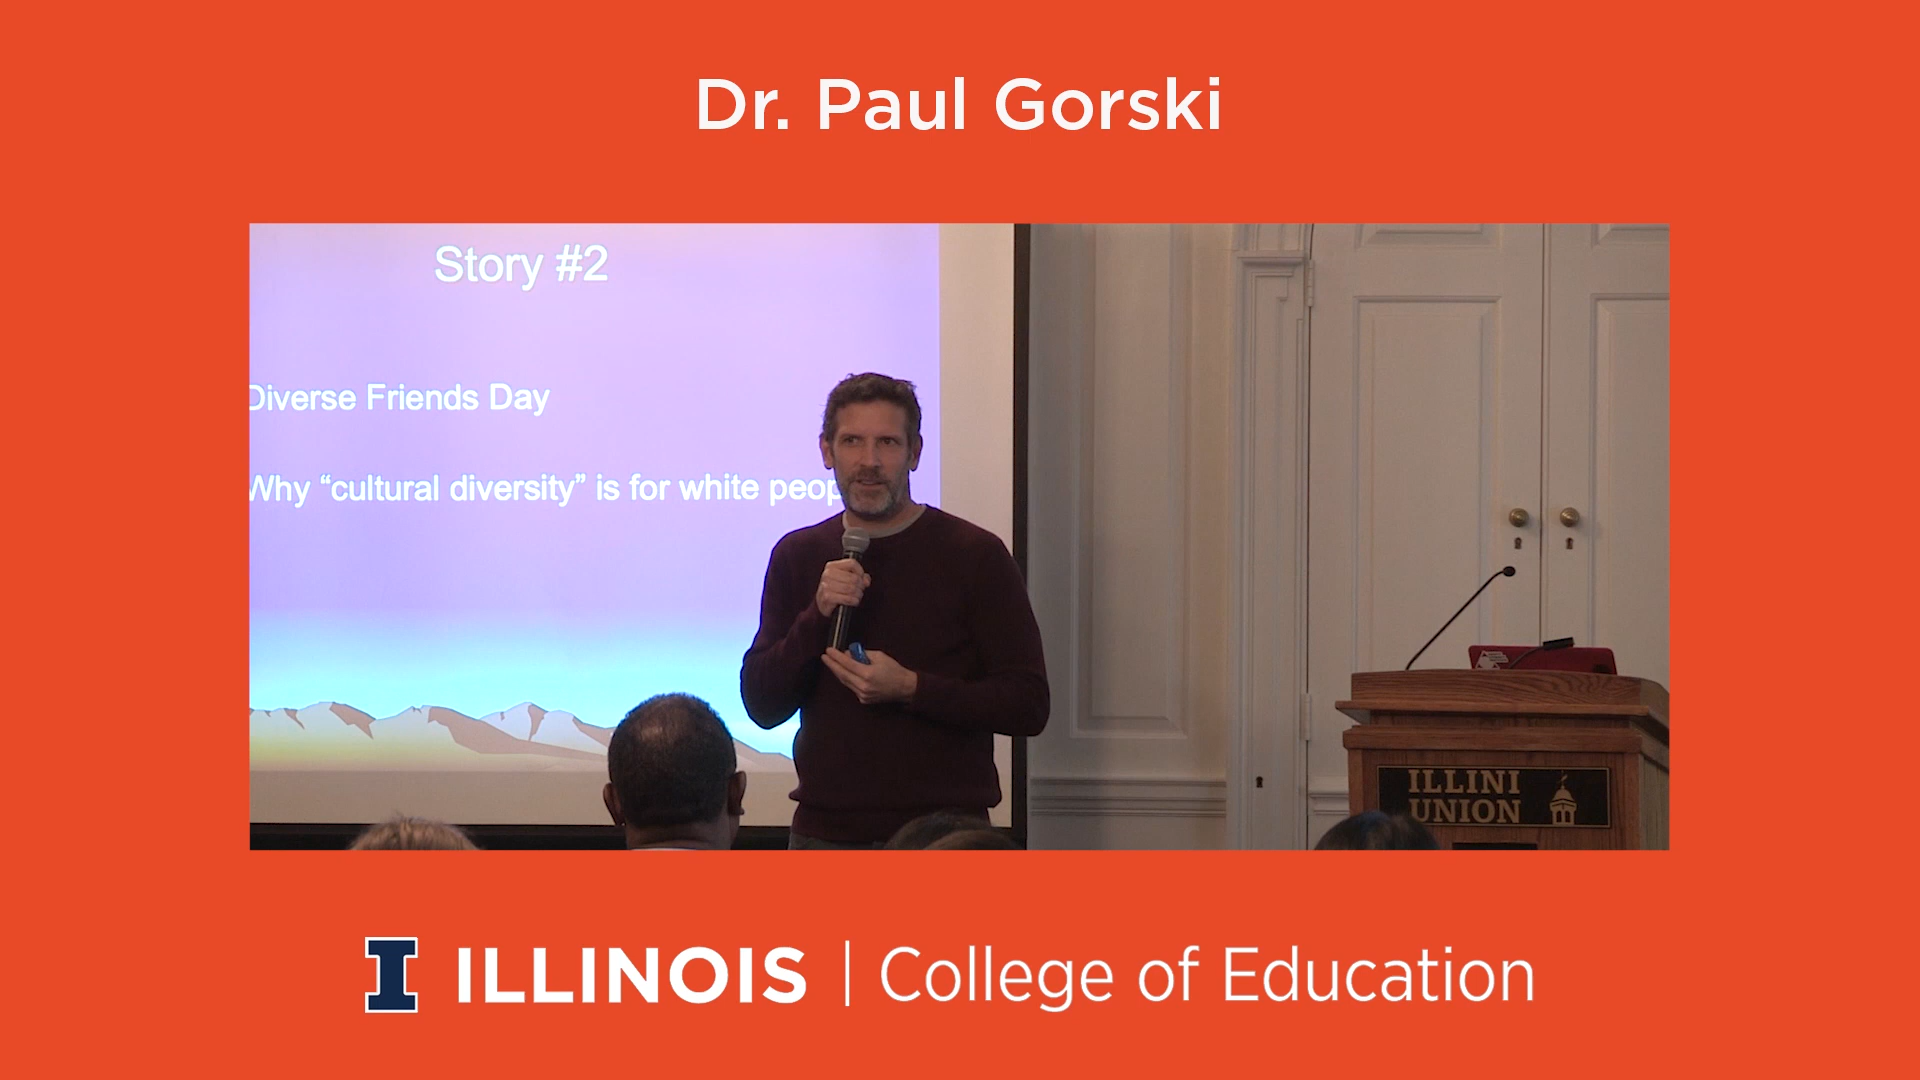 Dr. Paul Gorski
Story #2
Diverse Friends Day
Why “cultural diversity” is for white
ILLINI
UNION
I ILLINOIS | College of Education